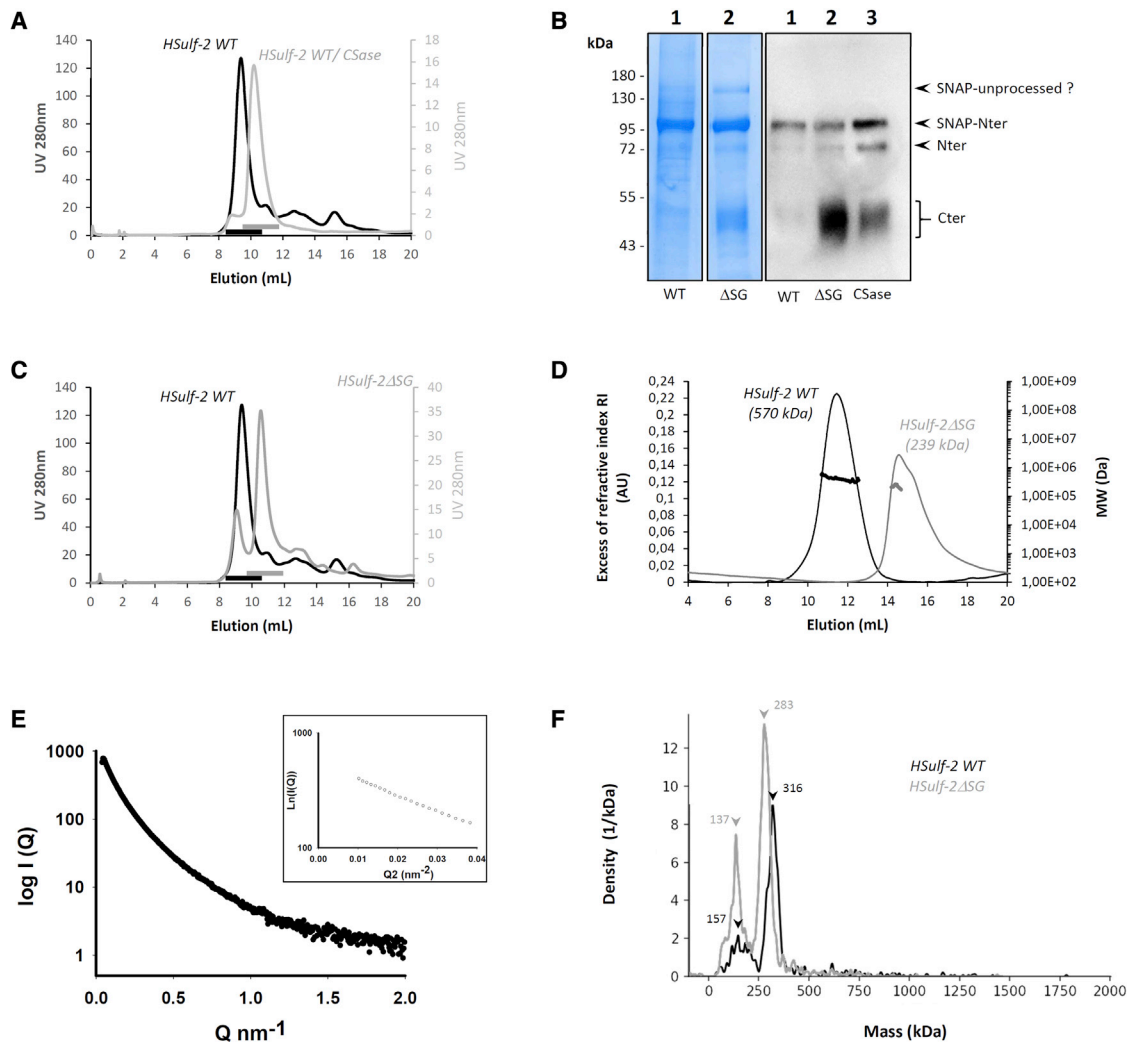 A
HSulf-2 WT
HSulf-2 WT/ CSase
UV 280nm
140
120
100
80
60
40
20
0
18
16
14
12
10
8
6
4
2
0
UV 280nm
0 2 4 6 8 10 12 14 16 18 20
Elution (mL)
B
1 2 1 2 3
kDa
180 -
130 -
95 -
72 -
55 -
43 -
SNAP-unprocessed ?
SNAP-Nter
Nter
Cter
WT ΔSG WT ΔSG CSase
C
HSulf-2 WT
HSulf-2ΔSG
UV 280nm
140
120
100
80
60
40
20
0
40
35
30
25
20
15
10
5
0
UV 280nm
0 2 4 6 8 10 12 14 16 18 20
Elution (mL)
D
HSulf-2 WT
(570 kDa)
HSulf-2ΔSG
(239 kDa)
Excess of refractive index RI
(AU)
0,24
0,22
0,2
0,18
0,16
0,14
0,12
0,1
0,08
0,06
0,04
0,02
0
1,00E+09
1,00E+08
1,00E+07
1,00E+06
1,00E+05
1,00E+04
1,00E+03
1,00E+02
MW (Da)
4 6 8 10 12 14 16 18 20
Elution (mL)
E
log I (Q)
1000
100
10
1
0.0 0.5 1.0 1.5 2.0
Q nm-1
1000
100
Ln(I(Q))
0.00 0.01 0.02 0.03 0.04
Q2 (nm-2)
F
283
316
137
157
HSulf-2 WT
HSulf-2ΔSG
Density (1/kDa)
12
10
8
6
4
2
0
0 250 500 750 1000 1250 1500 1750 2000
Mass (kDa)